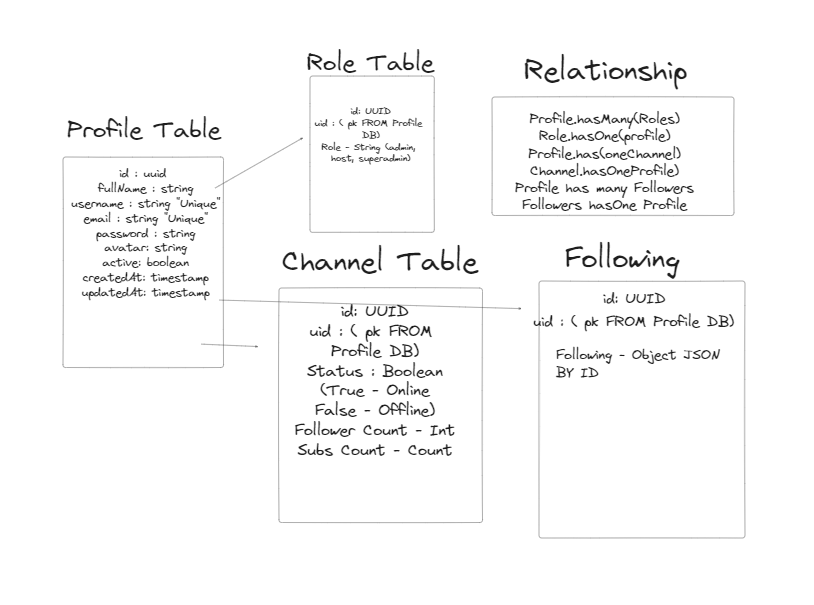 Role Table
id: UUID
uid : ( pk FROM Profile
DB)
Role - String (admin,
host, superadmin)
Relationship
Profile.hasMany(Roles)
Role.hasOne(profile)
Profile.has(oneChannel)
Channel.hasOneProfile)
Profile has many Followers
Followers hasOne Profile
Profile Table
id : uuid
fullName : string
username : string "Unique"
email : string "Unique"
password : string
avatar: string
active: boolean
createdAt: timestamp
updatedAt: timestamp
Channel Table
id: UUID
uid : ( pk FROM
Profile DB)
Status : Boolean
(True - Online
False - Offline)
Follower Count - Int
Subs Count - Count
Following
id: UUID
uid : ( pk FROM Profile DB)
Following - Object JSON
BY ID